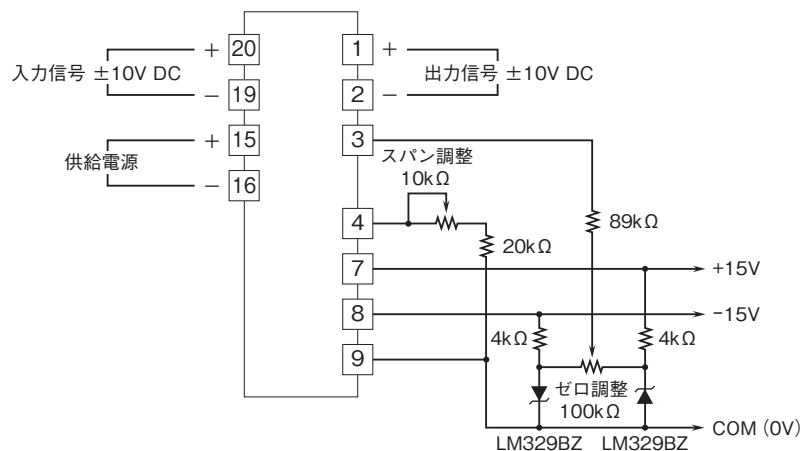 + 20
入力信号 ±10V DC
− 19
+ 15
供給電源
− 16
1 +
出力信号 ±10V DC
2 −
3
スパン調整
10kΩ
4
20kΩ
89kΩ
7
+15V
8
−15V
4kΩ
4kΩ
9
ゼロ調整
100kΩ
COM (0V)
LM329BZ LM329BZ